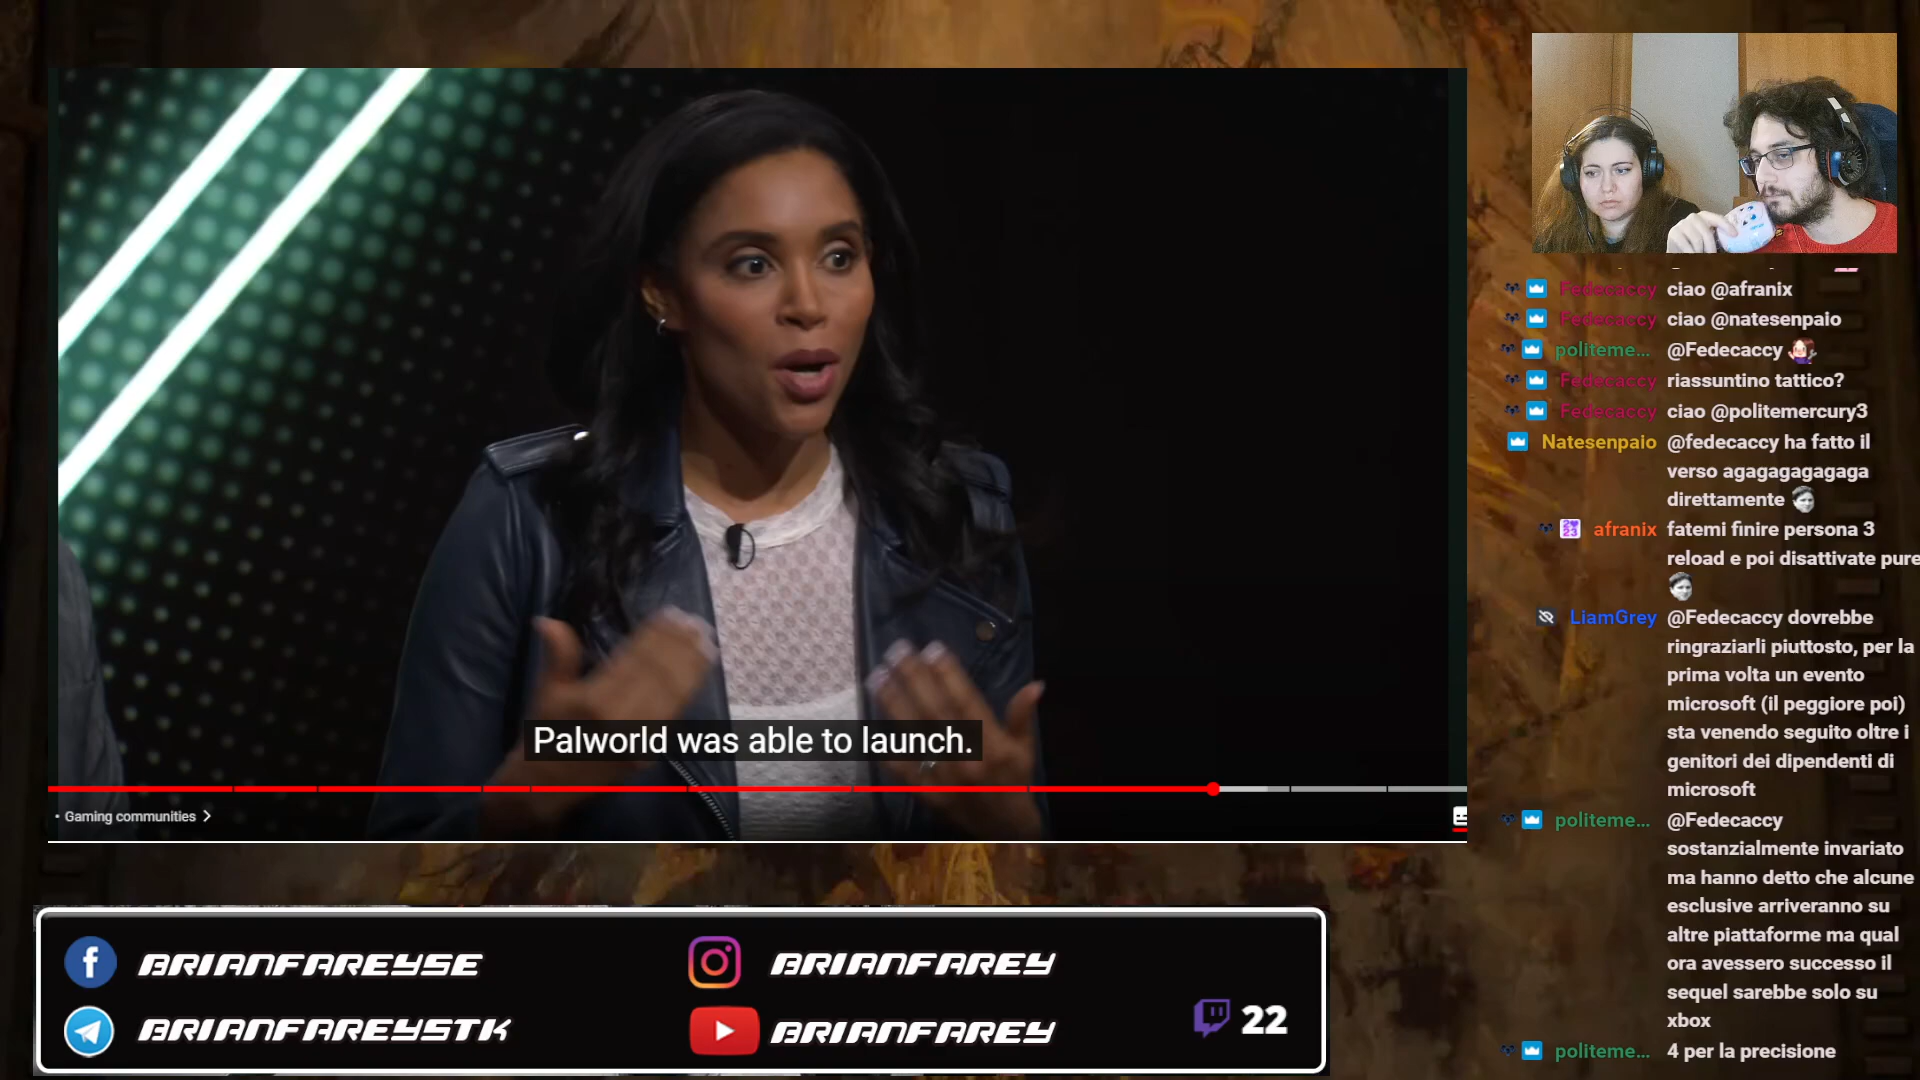 Palworld was able to launch.
• Gaming communities
BRIANFAREYSE
BRIANFAREY
BRIANFAREYSTK
BRIANFAREY
22
Fedecaccy ciao @afranix
Fedecaccy ciao @natesenpaio
politeme... @Fedecaccy
Fedecaccy riassuntino tattico?
Fedecaccy ciao @politemercury3
Natesenpaio @fedecaccy ha fatto il
verso agagagagagaga
direttamente
afranix fatemi finire persona 3
reload e poi disattivate pure
LiamGrey @Fedecaccy dovrebbe
ringraziarli piuttosto, per la
prima volta un evento
microsoft (il peggiore poi)
sta venendo seguito oltre i
genitori dei dipendenti di
microsoft
politeme... @Fedecaccy
sostanzialmente invariato
ma hanno detto che alcune
esclusive arriveranno su
altre piattaforme ma qual
ora avessero successo il
sequel sarebbe solo su
xbox
politeme... 4 per la precisione